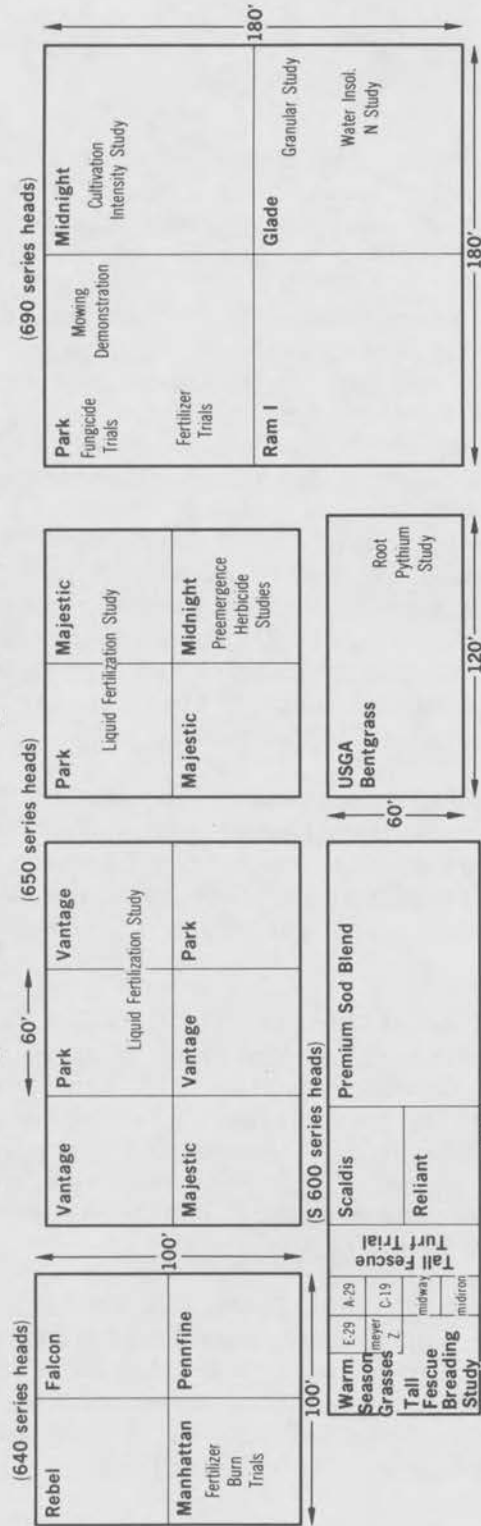 (640 series heads)
Rebel
Falcon
Manhattan
Fertilizer
Burn
Trials
Pennfine
100'
100'
(650 series heads)
60'
Vantage
Park
Vantage
Liquid Fertilization Study
Majestic
Vantage
Park
Park
Majestic
Liquid Fertilization Study
Majestic
Midnight
Preemergence
Herbicide
Studies
(690 series heads)
Park
Fungicide
Trials
Mowing
Demonstration
Fertilizer
Trials
Midnight
Cultivation
Intensity Study
Ram I
Glade
Granular Study
Water Insol.
N Study
180'
180'
(S 600 series heads)
Warm
Season
Grasses
E-29
A-29
meyer
Z
C-19
Tall
Fescue
Breading
Study
midway
midiron
Tall Fescue
Turf Trial
Scaldis
Reliant
Premium Sod Blend
60'
USGA
Bentgrass
Root
Pythium
Study
120'